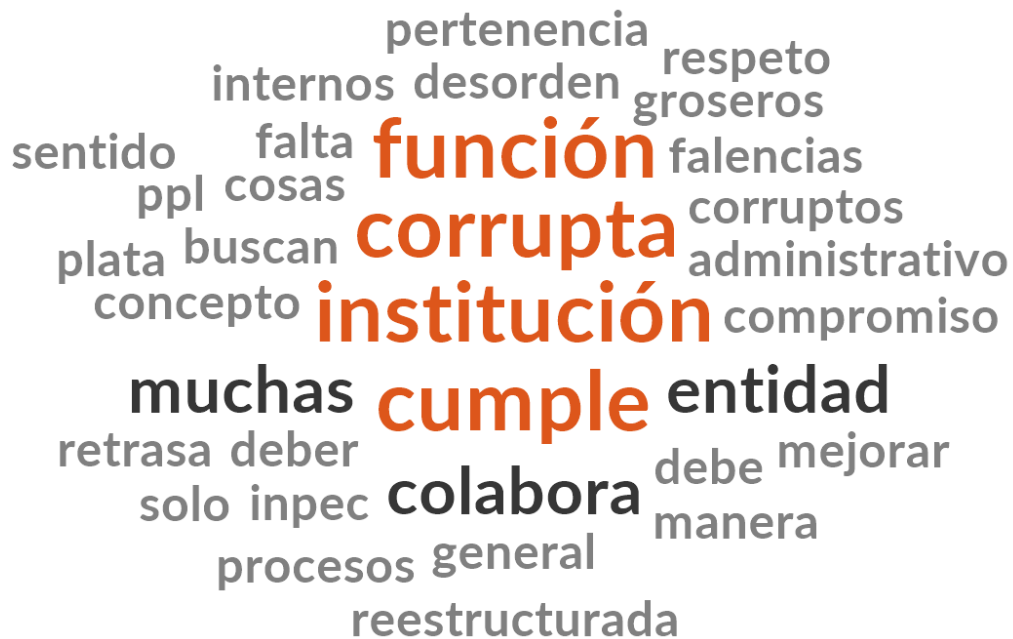 pertenencia
respeto
internos desorden
groseros
sentido falta función falencias
ppl cosas
corrupta corruptos
plata buscan administrativo
concepto institución compromiso
muchas cumple entidad
retrasa deber debe mejorar
solo inpec colabora manera
procesos general
reestructurada